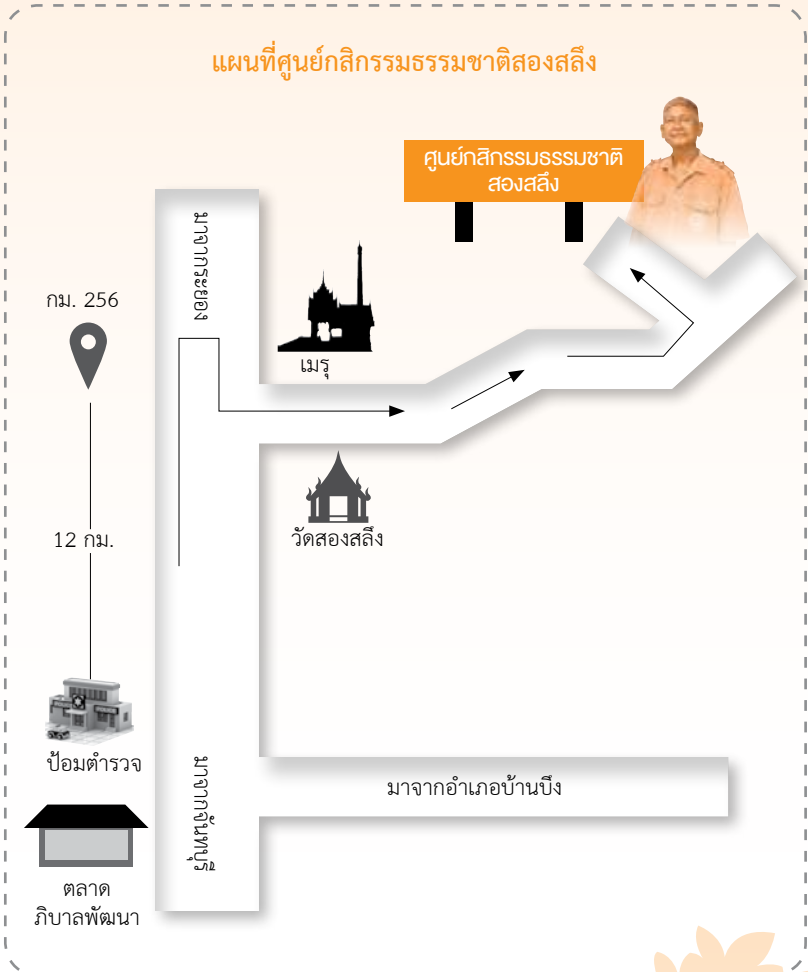 แผนที่ศูนย์กสิกรรมธรรมชาติสองสลึง
ศูนย์กสิกรรมธรรมชาติ
สองสลึง
มาจากระยอง
กม. 256
เมรุ
12 กม.
วัดสองสลึง
ป้อมตำรวจ
มาจากจันทบุรี
มาจากอำเภอบ้านบึง
ตลาด
ภิบาลพัฒนา